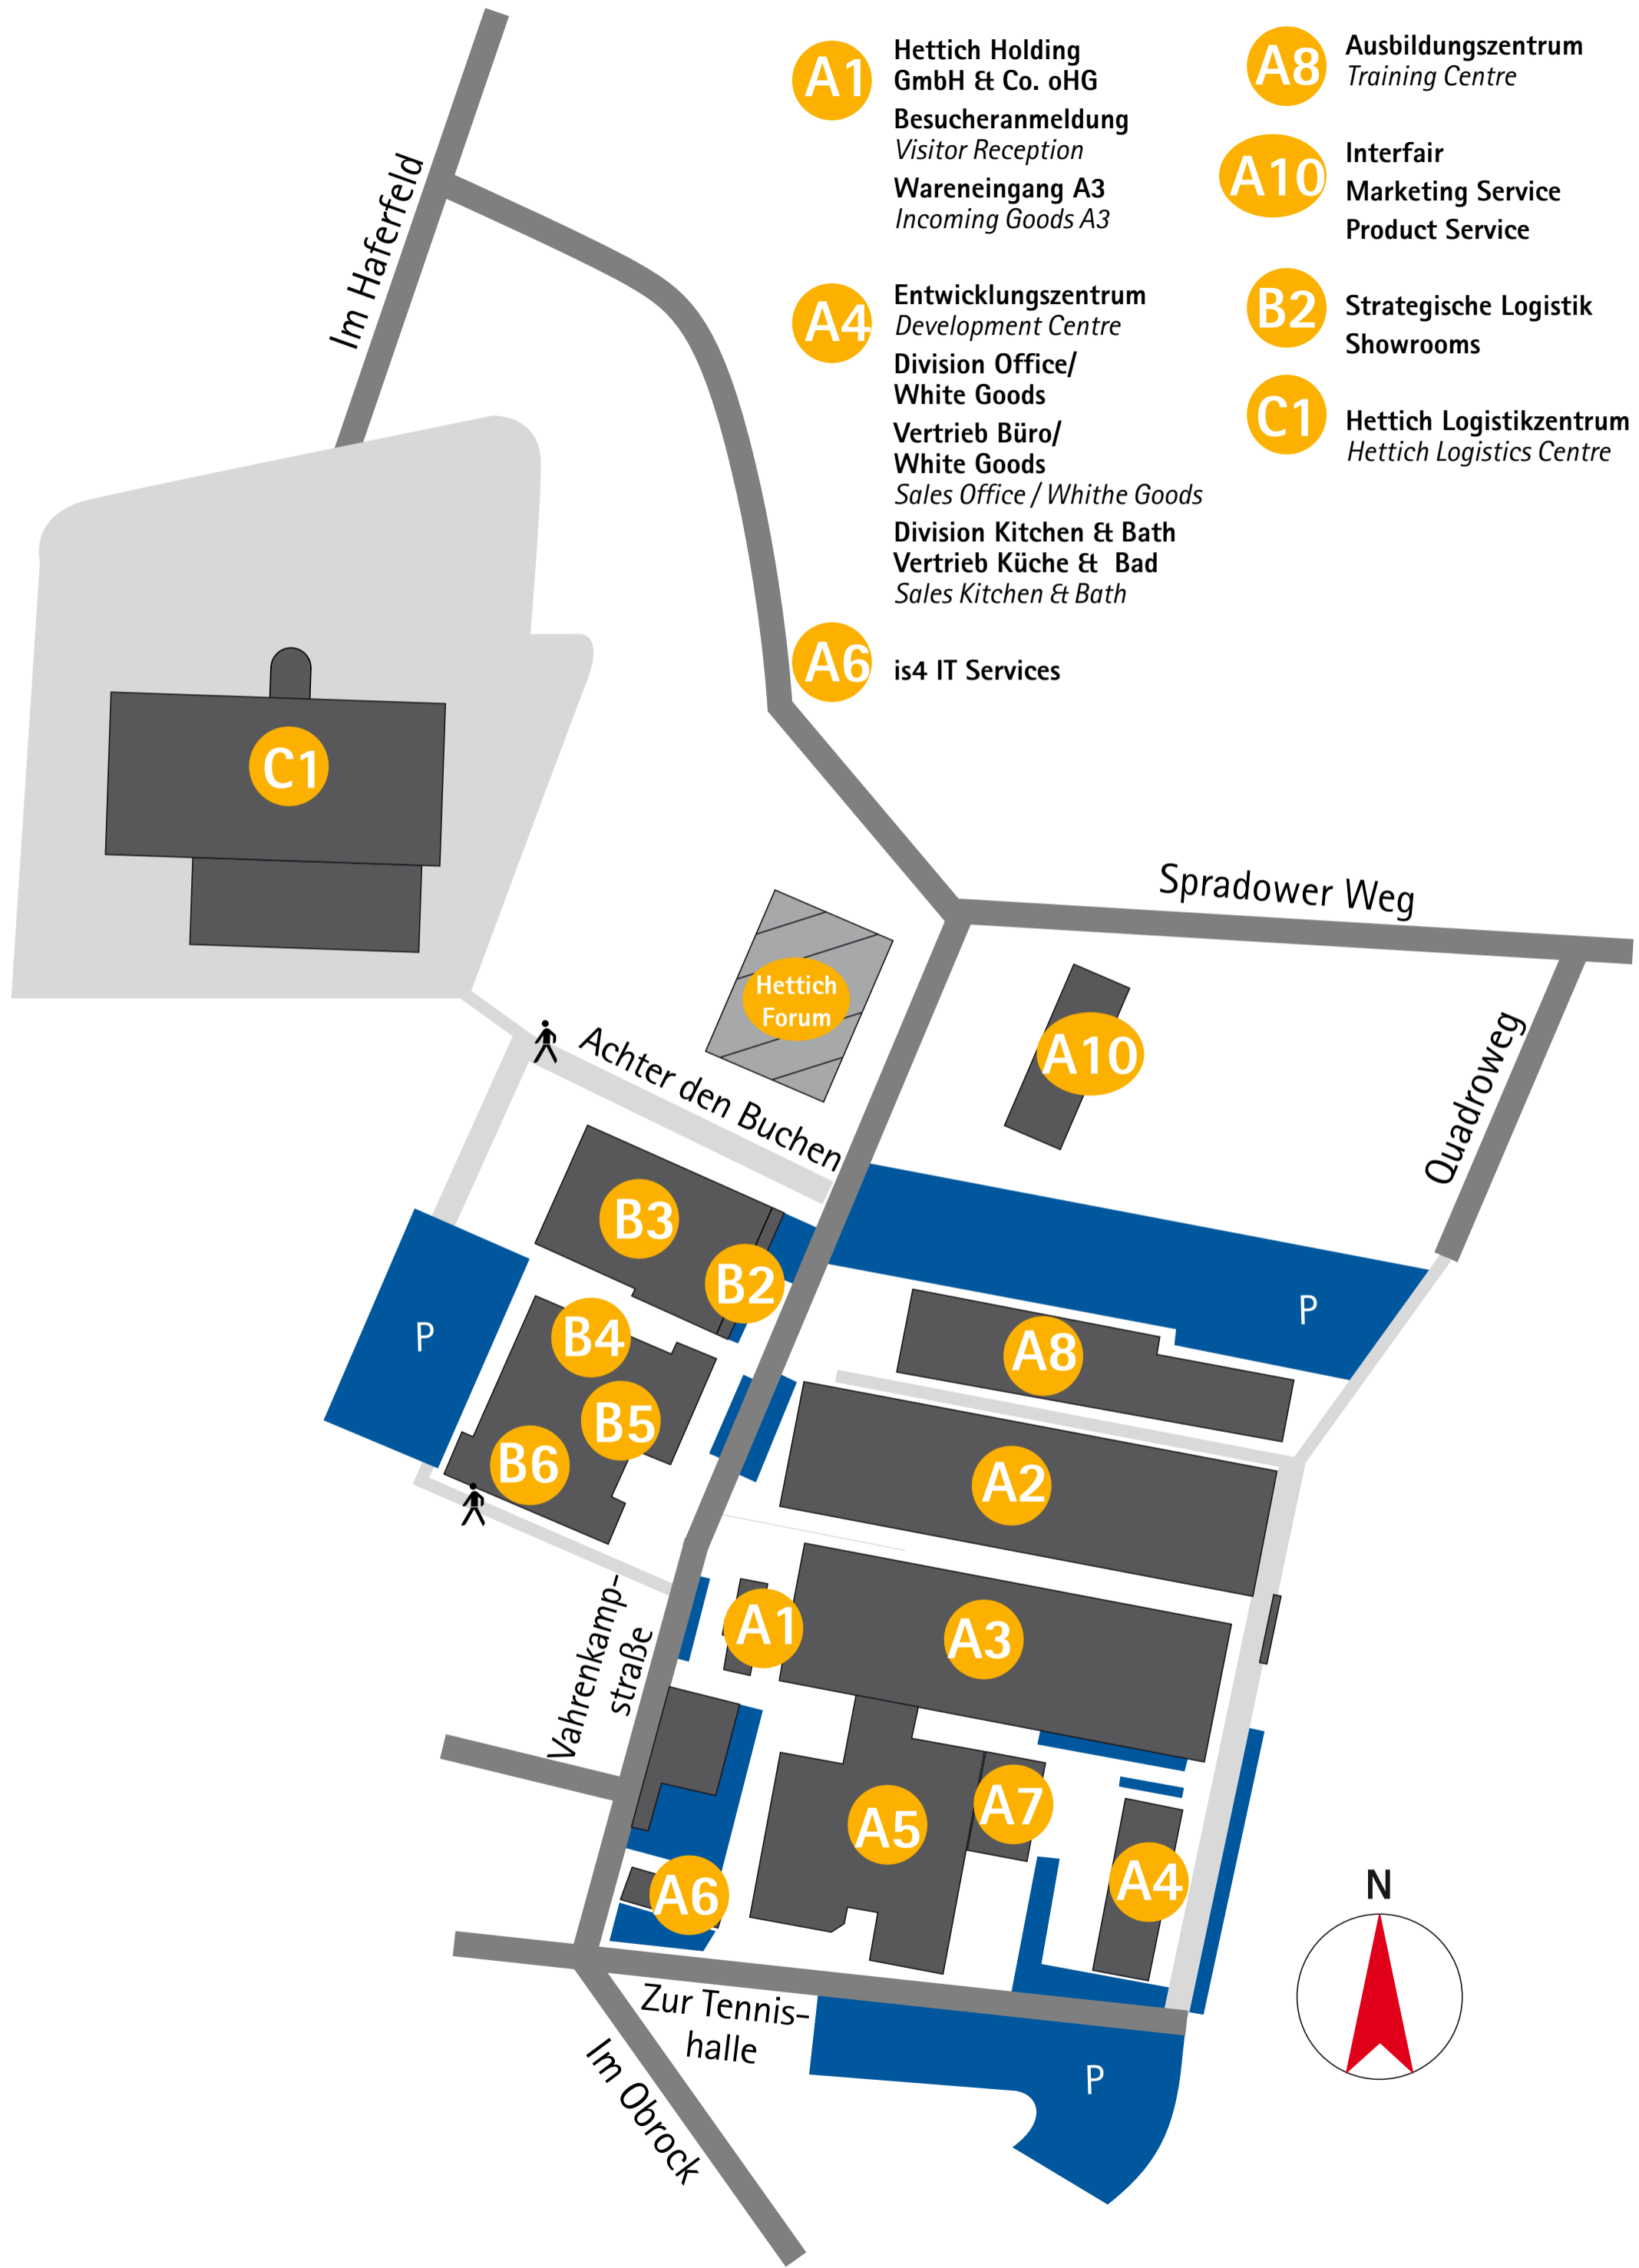 A1
Hettich Holding
GmbH & Co. oHG
Besucheranmeldung
Visitor Reception
Wareneingang A3
Incoming Goods A3
A4
Entwicklungszentrum
Development Centre
Division Office/
White Goods
Vertrieb Büro/
White Goods
Sales Office / Whithe Goods
Division Kitchen & Bath
Vertrieb Küche & Bad
Sales Kitchen & Bath
A6
is4 IT Services
A8
Ausbildungszentrum
Training Centre
A10
Interfair
Marketing Service
Product Service
B2
Strategische Logistik
Showrooms
C1
Hettich Logistikzentrum
Hettich Logistics Centre
Im Haferfeld
C1
Spradower Weg
Hettich
Forum
A10
Quadroweg
Achter den Buchen
B3
B2
P
P
B4
A8
B5
B6
A2
A1
A3
Vahrenkamp-
straße
A7
A5
A4
A6
N
Zur Tennis-
halle
P
Im Obrock